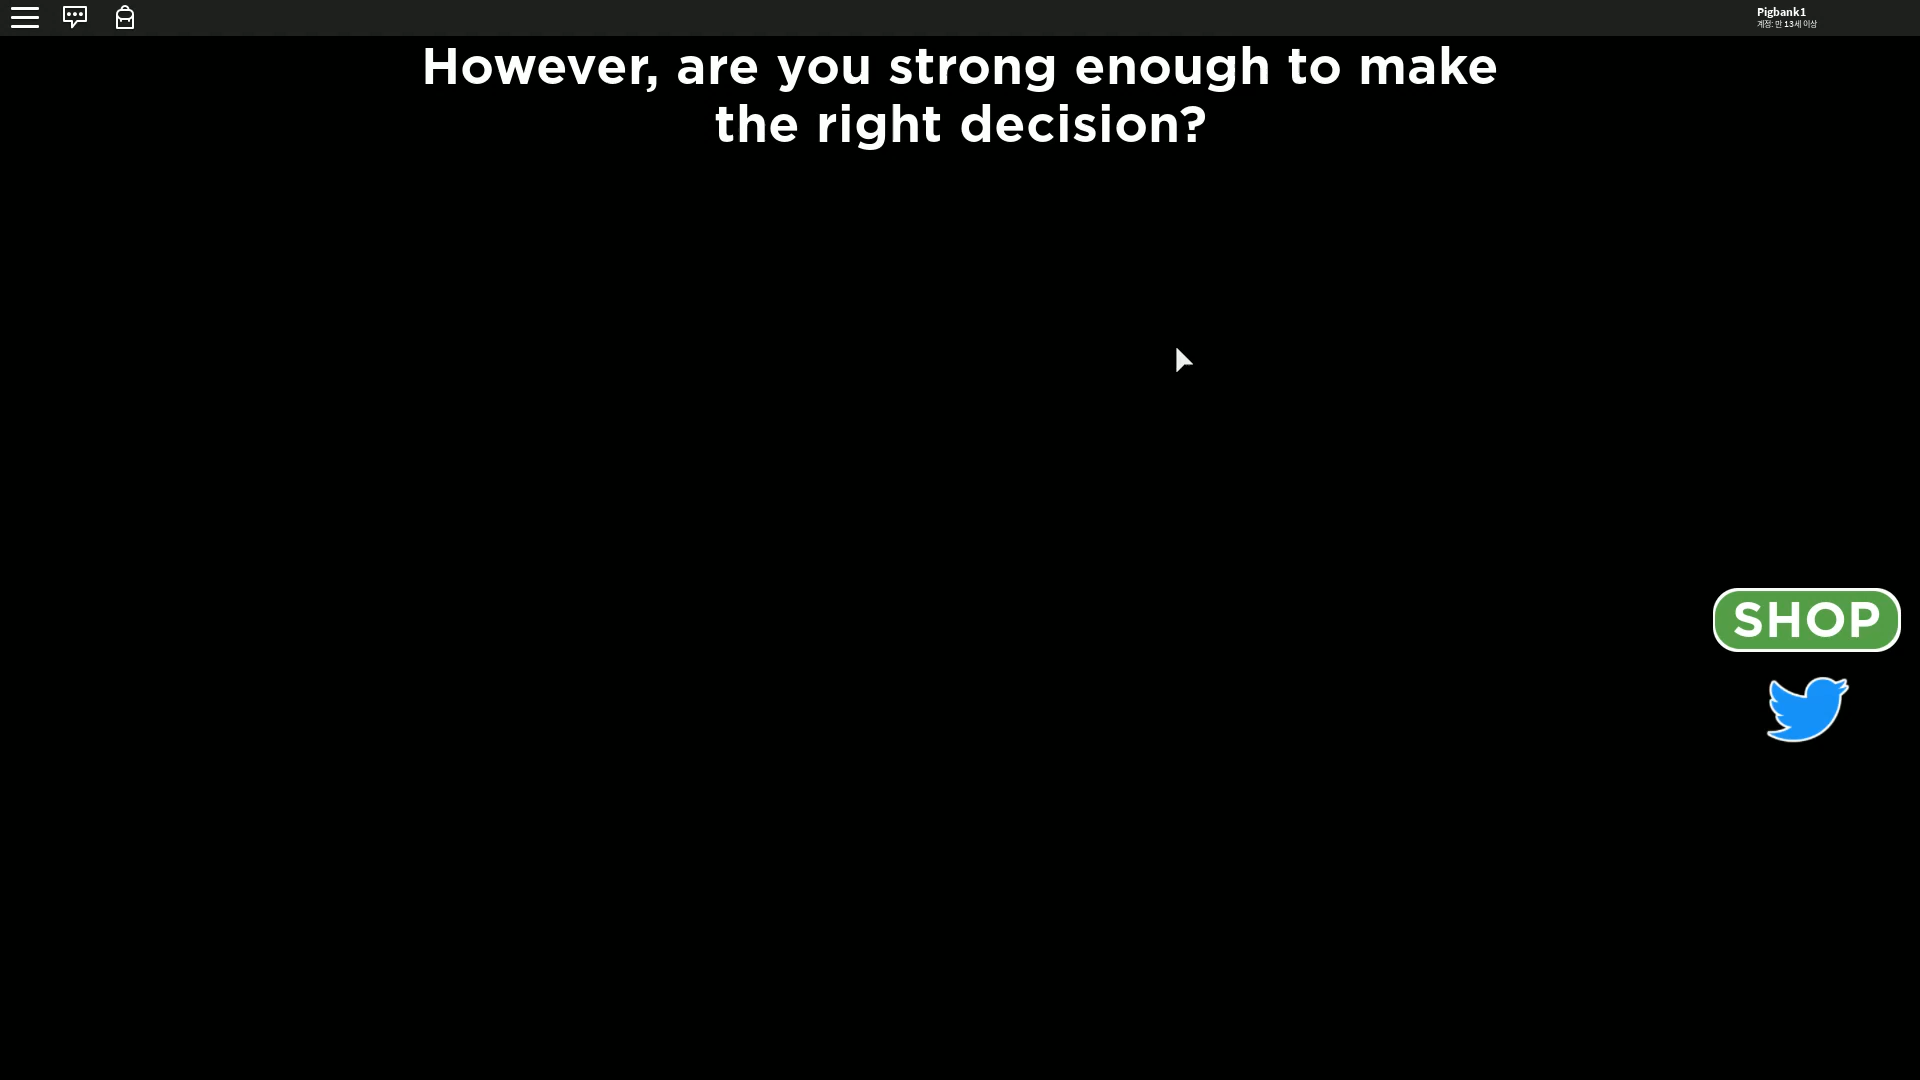 Pigbank1
계정: 만 13세 이상
However, are you strong enough to make
the right decision?
SHOP